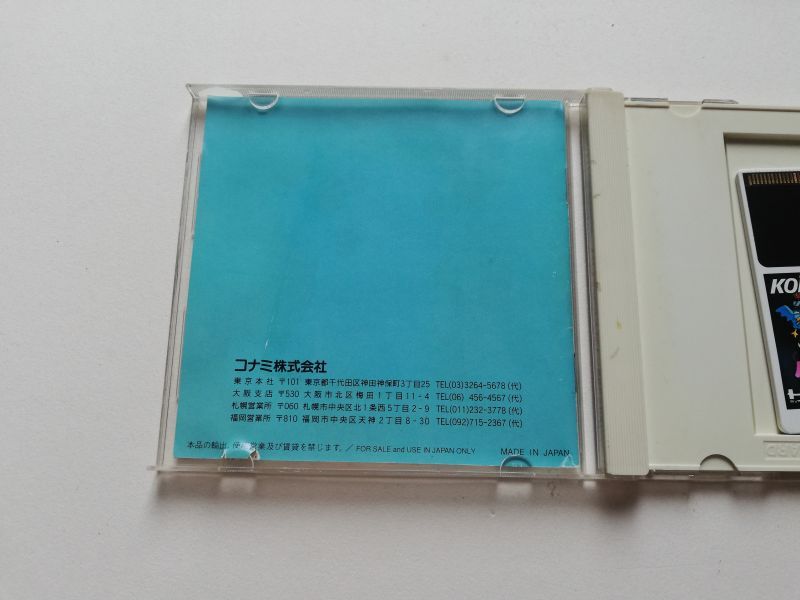 コナミ株式会社
東京本社 〒101 東京都千代田区神田神保町3丁目25 TEL(03)3264-5678(代)
大阪支店 〒530 大阪市北区梅田1丁目11-4 TEL(06) 456-4567(代)
札幌営業所 〒060 札幌市中央区北1条西5丁目2-9 TEL(011)232-3778(代)
福岡営業所 〒810 福岡市中央区天神2丁目8-30 TEL(092)715-2367(代)
本品の輸出、使用営業及び賃貸を禁じます。／FOR SALE and USE IN JAPAN ONLY MADE IN JAPAN